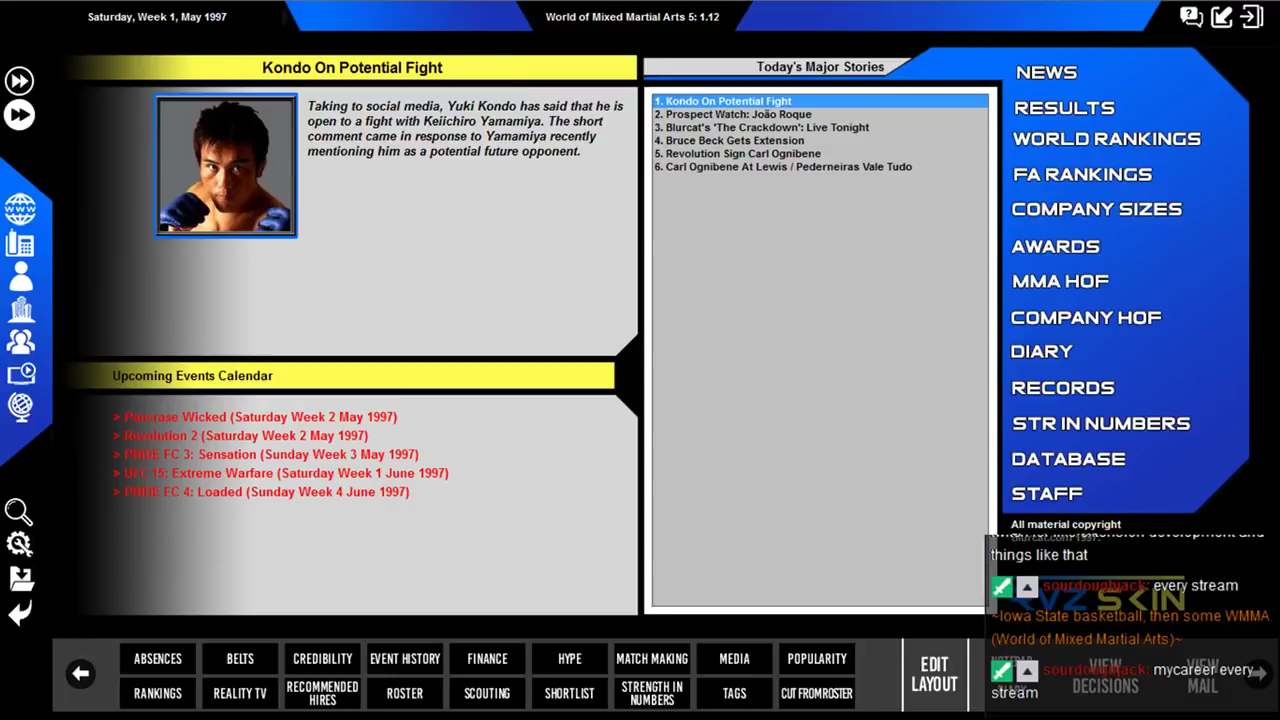 Saturday, Week 1, May 1997
World of Mixed Martial Arts 5: 1.12
Kondo On Potential Fight
Taking to social media, Yuki Kondo has said that he is
open to a fight with Keiichiro Yamamiya. The short
comment came in response to Yamamiya recently
mentioning him as a potential future opponent.
Today's Major Stories
1. Kondo On Potential Fight
2. Prospect Watch: João Roque
3. Blurcat's 'The Crackdown': Live Tonight
4. Bruce Beck Gets Extension
5. Revolution Sign Carl Ognibene
6. Carl Ognibene At Lewis / Pederneiras Vale Tudo
Upcoming Events Calendar
> Pancrase Wicked (Saturday Week 2 May 1997)
> Revolution 2 (Saturday Week 2 May 1997)
> PRIDE FC 3: Sensation (Sunday Week 3 May 1997)
> UFC 15: Extreme Warfare (Saturday Week 1 June 1997)
> PRIDE FC 4: Loaded (Sunday Week 4 June 1997)
WWW
NEWS
RESULTS
WORLD RANKINGS
FA RANKINGS
COMPANY SIZES
AWARDS
MMA HOF
COMPANY HOF
DIARY
RECORDS
STR IN NUMBERS
DATABASE
STAFF
All material copyright
things like that
sourdoughjack: every stream
SKIN
~Iowa State basketball, then some WMMA
(World of Mixed Martial Arts)~
sourdoughjack: mycareer every
stream
ABSENCES
BELTS
CREDIBILITY
EVENT HISTORY
FINANCE
HYPE
MATCH MAKING
MEDIA
POPULARITY
RANKINGS
REALITY TV
RECOMMENDED
HIRES
ROSTER
SCOUTING
SHORTLIST
STRENGTH IN
NUMBERS
TAGS
CUT FROM ROSTER
EDIT
LAYOUT
VIEW
DECISIONS
VIEW
MAIL